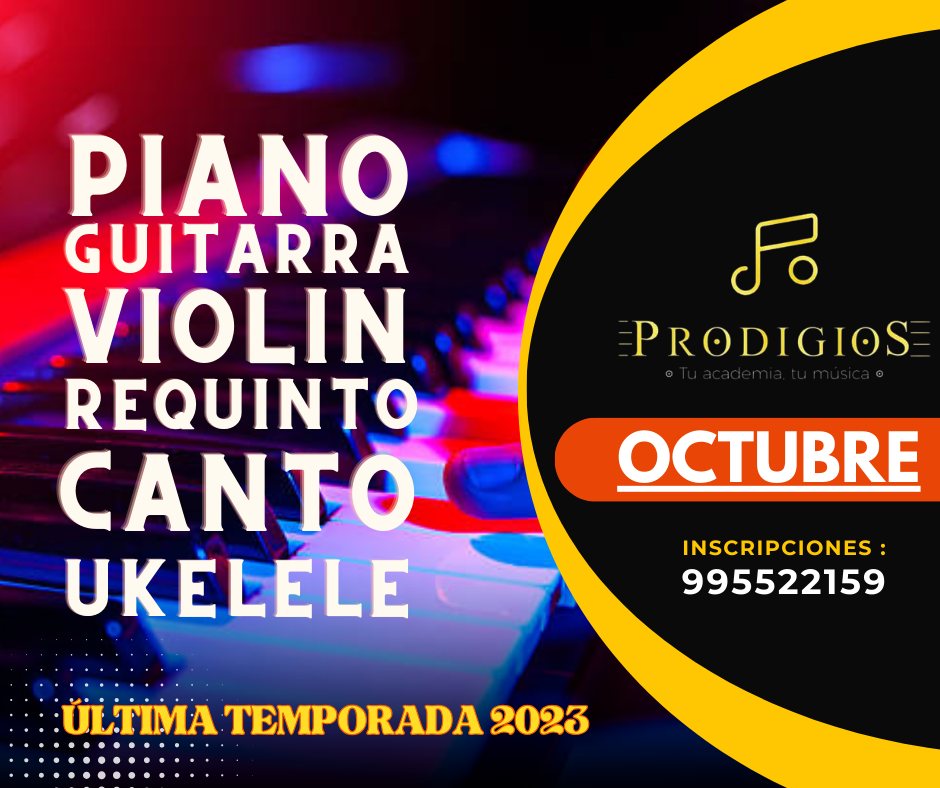 PIANO
GUITARRA
VIOLIN
REQUINTO
CANTO
UKELELE
ÚLTIMA TEMPORADA 2023
PRODIGIOS
Tu academia, tu música
OCTUBRE
INSCRIPCIONES :
995522159